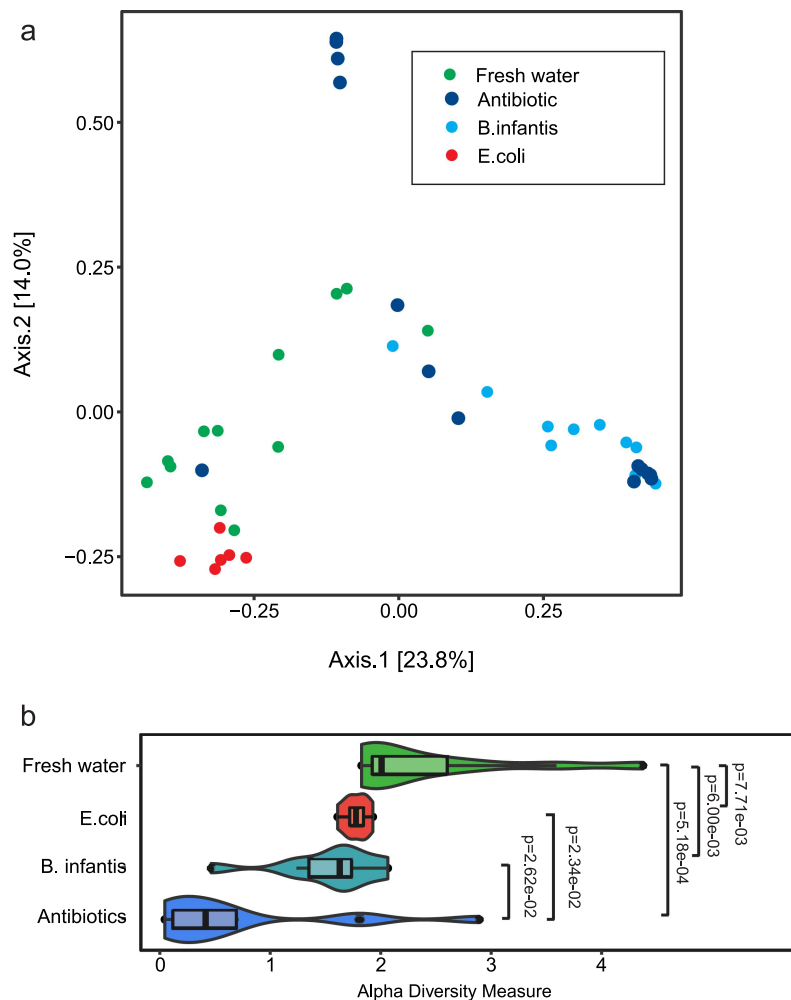 a
Fresh water
Antibiotic
B.infantis
E.coli
0.50
0.25
0.00
−0.25
Axis.2 [14.0%]
−0.25
0.00
0.25
Axis.1 [23.8%]
b
Fresh water
E.coli
B. infantis
Antibiotics
p=2.62e-02
p=2.34e-02
p=5.18e-04
p=6.00e-03
p=7.71e-03
0
1
2
3
4
Alpha Diversity Measure